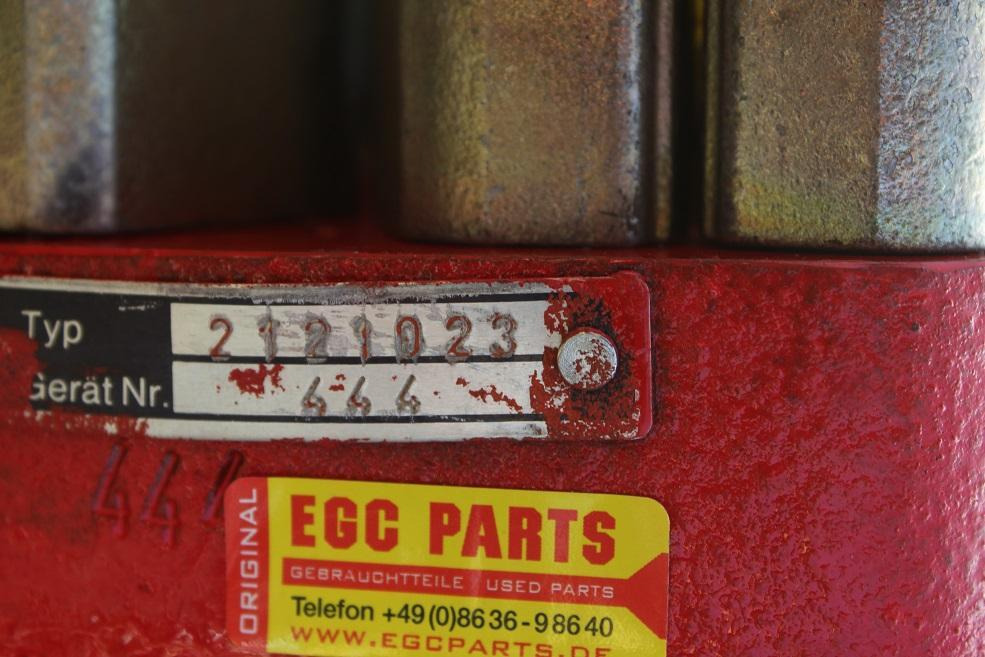 Typ 2121023
Gerät Nr. 444
444
ORIGINAL
EGC PARTS
GEBRAUCHTTEILE USED PARTS
Telefon +49(0)8636-98640
WWW.EGCPARTS.DE